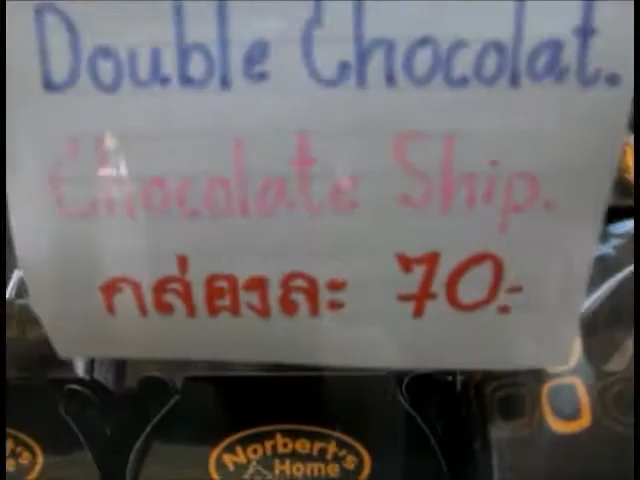 Double Chocolat.
Chocolate Ship.
กล่องละ 70.-
Norbert's
Home